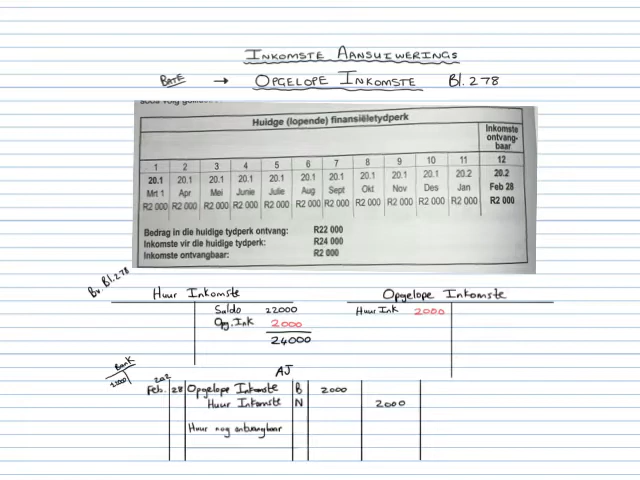 INKOMSTE AANSUIWERINGS
BATE → OPGELOPE INKOMSTE Bl. 278
Huidge (lopende) finansiëletydperk
Inkomste ontvang-baar
1 2 3 4 5 6 7 8 9 10 11 12
20.1 20.1 20.1 20.1 20.1 20.1 20.1 20.1 20.1 20.1 20.2 20.2
Mrt 1 Apr Mei Junie Julie Aug Sept Okt Nov Des Jan Feb 28
R2 000 R2 000 R2 000 R2 000 R2 000 R2 000 R2 000 R2 000 R2 000 R2 000 R2 000 R2 000
Bedrag in die huidige tydperk ontvang: R22 000
Inkomste vir die huidige tydperk: R24 000
Inkomste ontvangbaar: R2 000
Bv. Bl. 278
Huur Inkomste
Saldo 22000
Opg. Ink 2000
24000
Opgelope Inkomste
Huur Ink 2000
Bank
22000
AJ
20.2
Feb. 28 Opgelope Inkomste B 2000
Huur Inkomste N 2000
Huur nog ontvangbaar